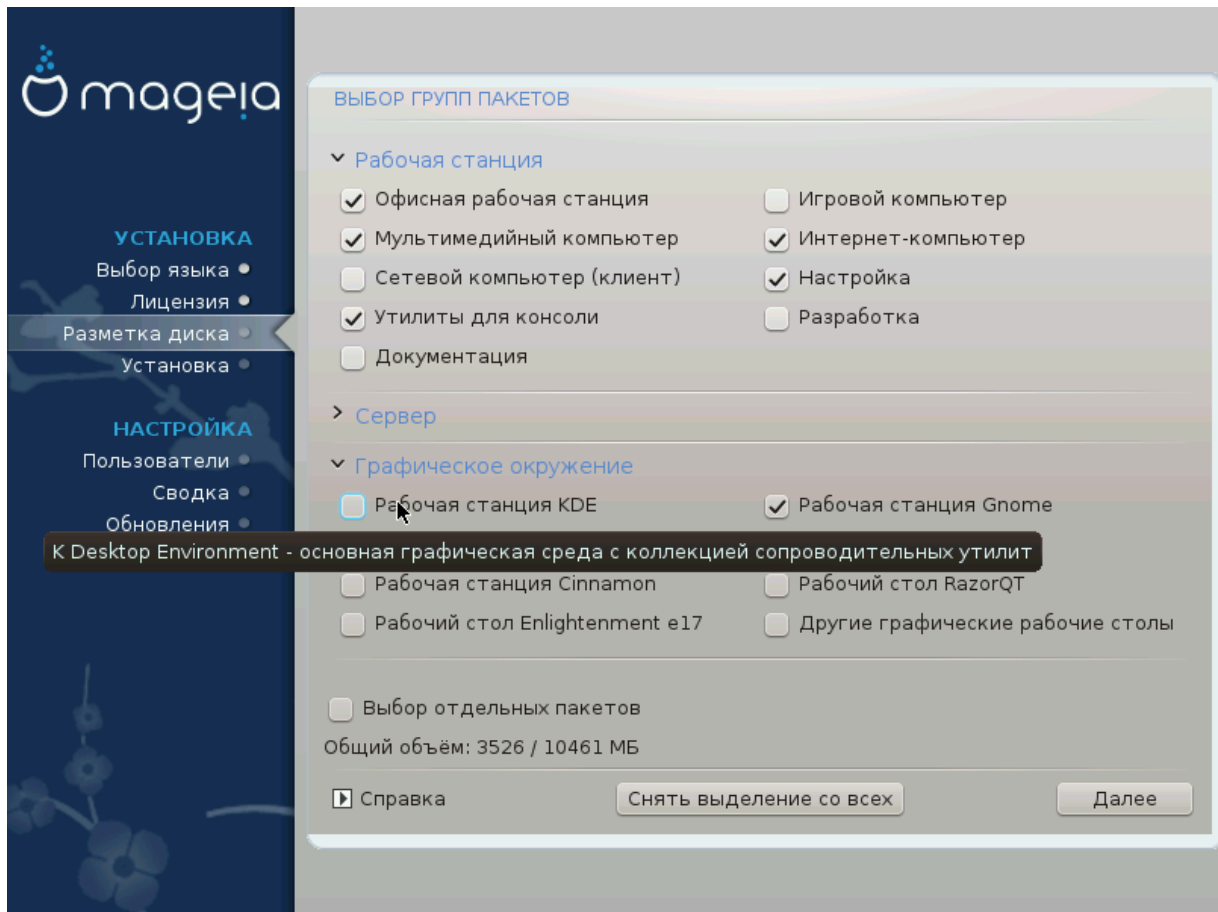 mageia
УСТАНОВКА
Выбор языка
Лицензия
Разметка диска
Установка
НАСТРОЙКА
Пользователи
Сводка
Обновления
ВЫБОР ГРУПП ПАКЕТОВ
Рабочая станция
Офисная рабочая станция
Игровой компьютер
Мультимедийный компьютер
Интернет-компьютер
Сетевой компьютер (клиент)
Настройка
Утилиты для консоли
Разработка
Документация
Сервер
Графическое окружение
Рабочая станция KDE
Рабочая станция Gnome
K Desktop Environment - основная графическая среда с коллекцией сопроводительных утилит
Рабочая станция Cinnamon
Рабочий стол RazorQT
Рабочий стол Enlightenment e17
Другие графические рабочие столы
Выбор отдельных пакетов
Общий объём: 3526 / 10461 МБ
Справка
Снять выделение со всех
Далее